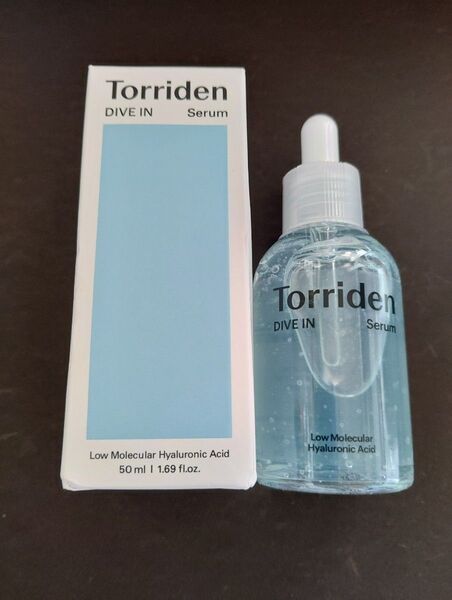 Torriden
DIVE IN Serum
Low Molecular Hyaluronic Acid
50 ml | 1.69 fl.oz.
Torriden
DIVE IN Serum
Low Molecular
Hyaluronic Acid